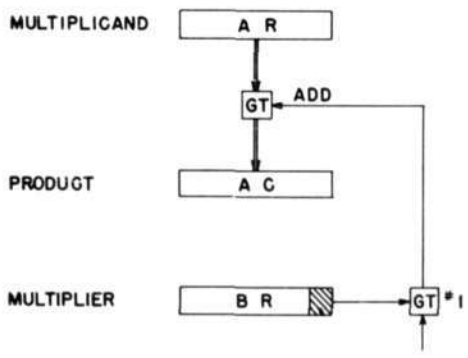 MULTIPLICAND A R
GT ADD
PRODUCT A C
MULTIPLIER B R GT #1